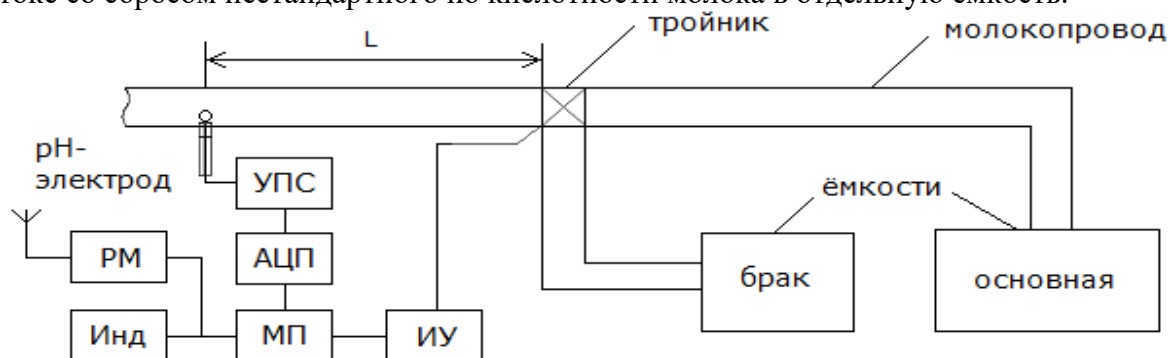 токе со сбросом нестандартного по кислотности молока в отдельную ёмкость.
тройник
L
молокопровод
pH-
электрод
УПС
ёмкости
РМ
АЦП
брак
основная
Инд
МП
ИУ